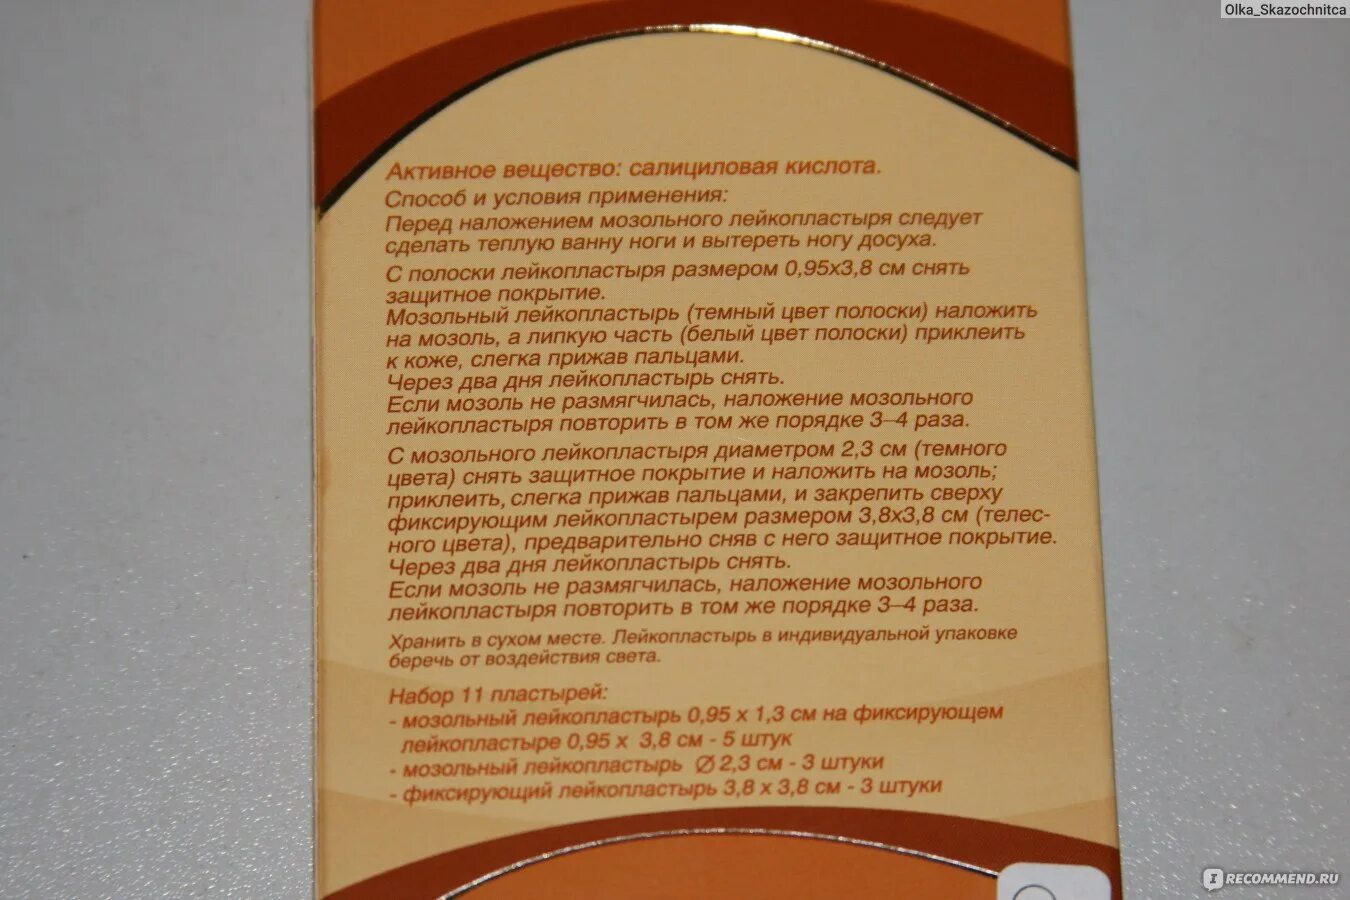 Olka_Skazochnitca
Активное вещество: салициловая кислота.
Способ и условия применения:
Перед наложением мозольного лейкопластыря следует
сделать теплую ванну ноги и вытереть ногу досуха.
С полоски лейкопластыря размером 0,95х3,8 см снять
защитное покрытие.
Мозольный лейкопластырь (темный цвет полоски) наложить
на мозоль, а липкую часть (белый цвет полоски) приклеить
к коже, слегка прижав пальцами.
Через два дня лейкопластырь снять.
Если мозоль не размягчилась, наложение мозольного
лейкопластыря повторить в том же порядке 3–4 раза.
С мозольного лейкопластыря диаметром 2,3 см (темного
цвета) снять защитное покрытие и наложить на мозоль;
приклеить, слегка прижав пальцами, и закрепить сверху
фиксирующим лейкопластырем размером 3,8х3,8 см (телес-
ного цвета), предварительно сняв с него защитное покрытие.
Через два дня лейкопластырь снять.
Если мозоль не размягчилась, наложение мозольного
лейкопластыря повторить в том же порядке 3–4 раза.
Хранить в сухом месте. Лейкопластырь в индивидуальной упаковке
беречь от воздействия света.
Набор 11 пластырей:
- мозольный лейкопластырь 0,95 х 1,3 см на фиксирующем
лейкопластыре 0,95 х 3,8 см - 5 штук
- мозольный лейкопластырь Ø 2,3 см - 3 штуки
- фиксирующий лейкопластырь 3,8 х 3,8 см - 3 штуки
IRECOMMEND.RU